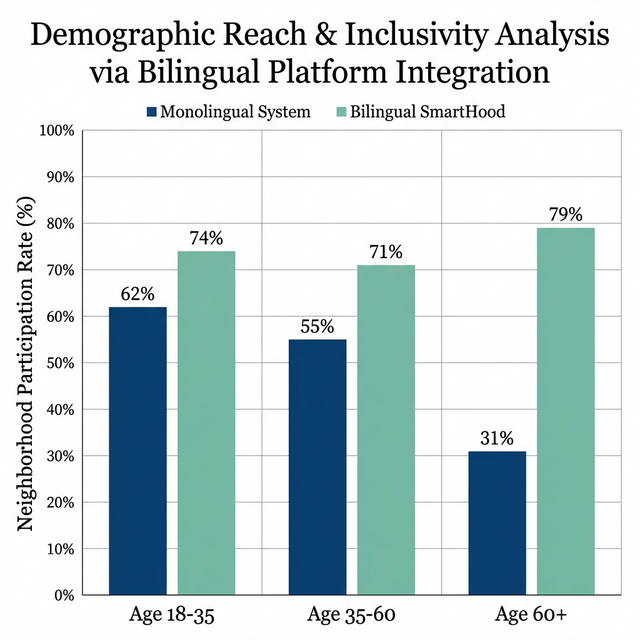 Demographic Reach & Inclusivity Analysis
via Bilingual Platform Integration
Monolingual System
Bilingual SmartHood
Neighborhood Participation Rate (%)
100%
90%
80%
70%
60%
50%
40%
30%
20%
10%
0%
62%
74%
55%
71%
31%
79%
Age 18-35
Age 35-60
Age 60+